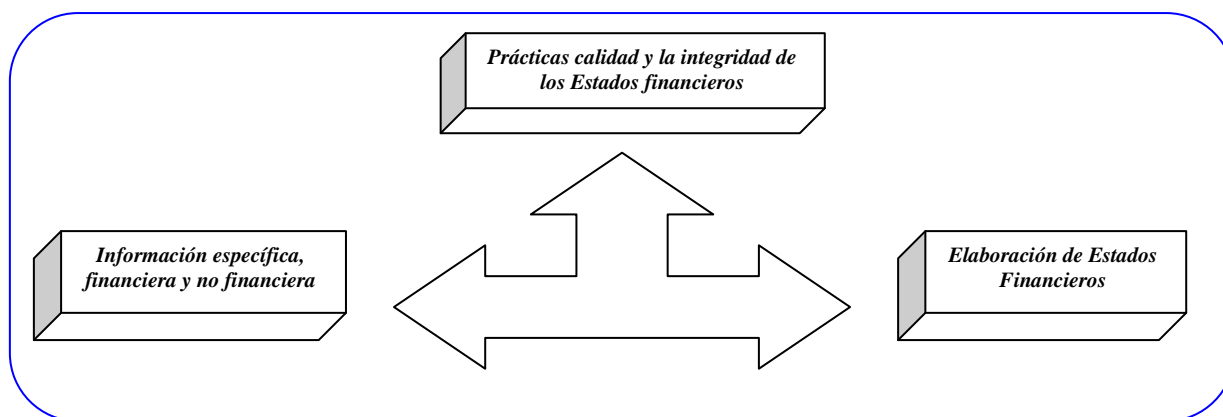 Prácticas calidad y la integridad de
los Estados financieros
Información específica,
financiera y no financiera
Elaboración de Estados
Financieros